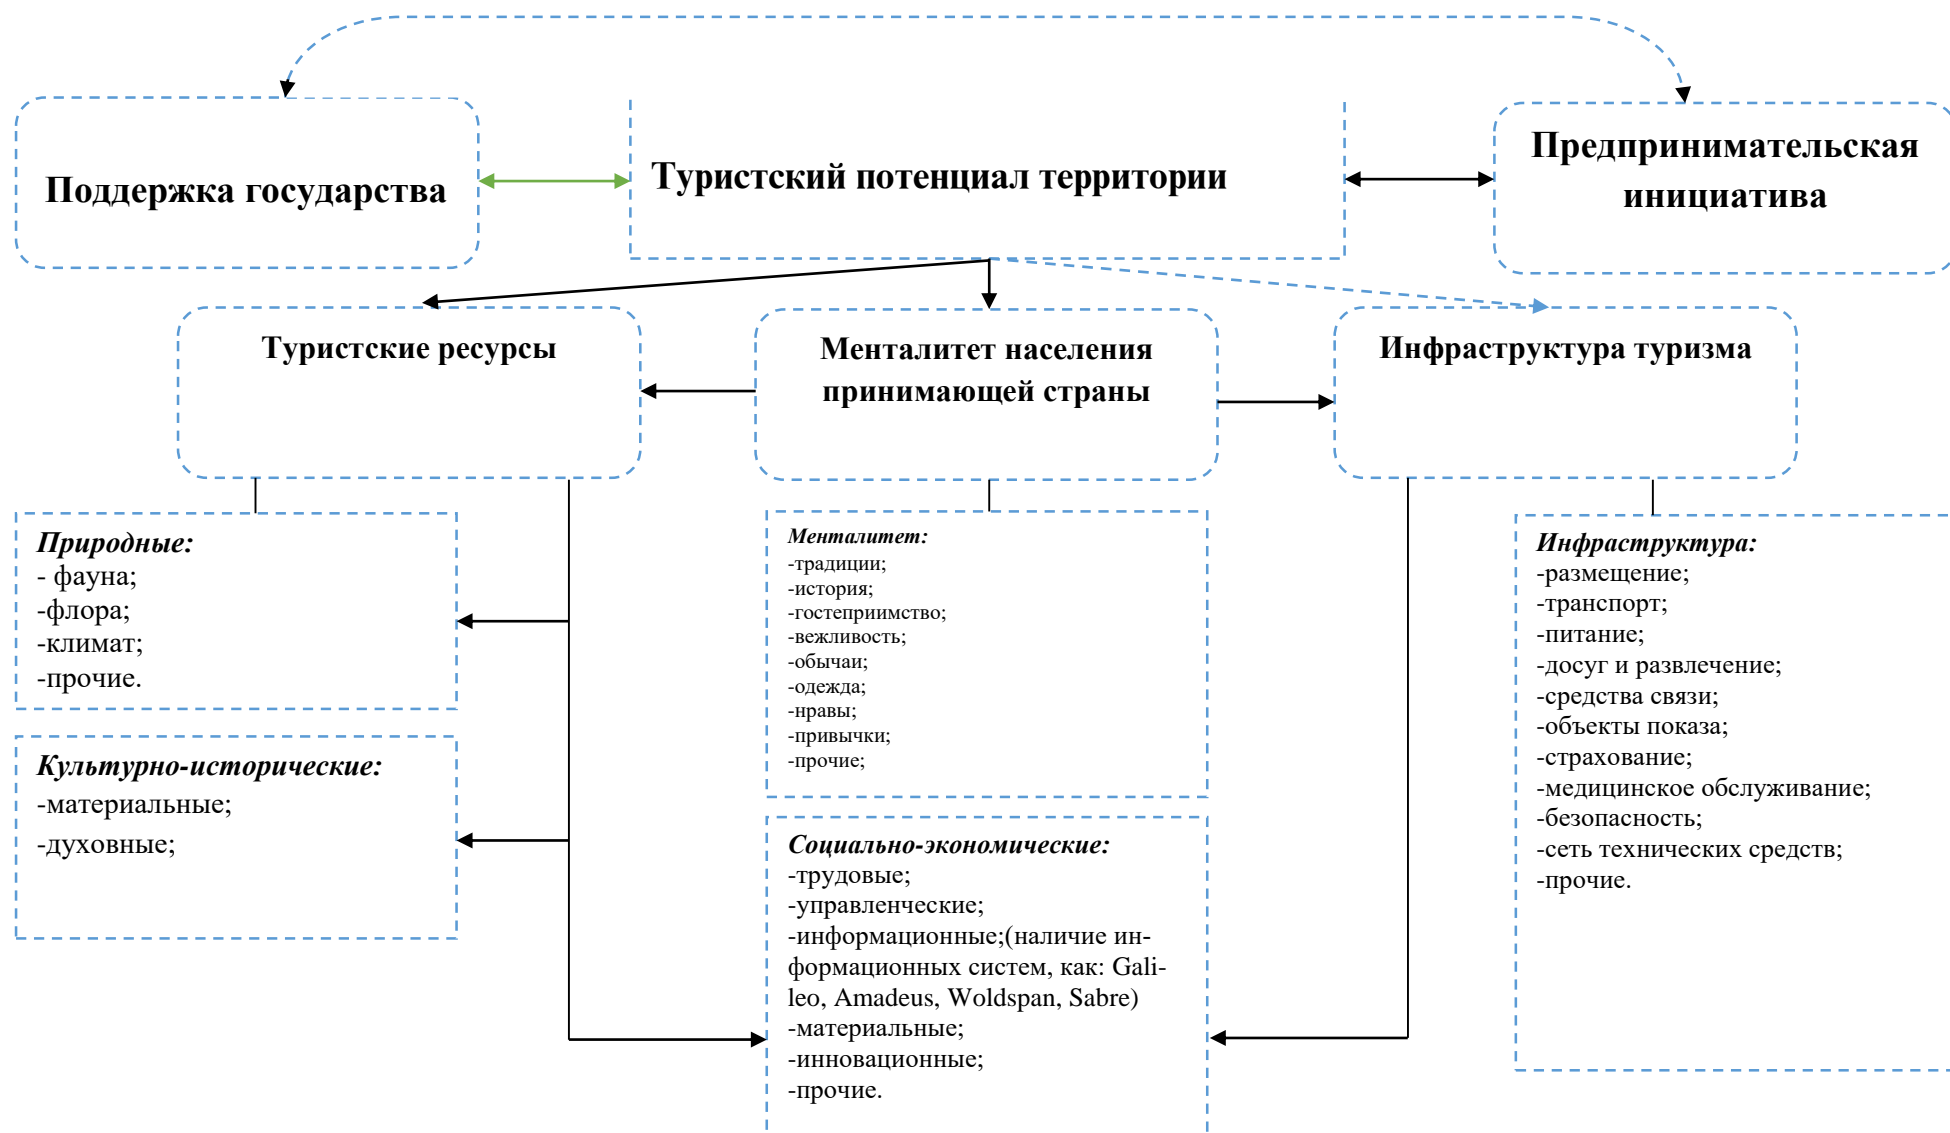 Поддержка государства
Туристский потенциал территории
Предпринимательская
инициатива
Туристские ресурсы
Менталитет населения
принимающей страны
Инфраструктура туризма
Природные:
- фауна;
-флора;
-климат;
-прочие.
Культурно-исторические:
-материальные;
-духовные;
Менталитет:
-традиции;
-история;
-гостеприимство;
-вежливость;
-обычаи;
-одежда;
-нравы;
-привычки;
-прочие;
Социально-экономические:
-трудовые;
-управленческие;
-информационные;(наличие ин-
формационных систем, как: Gali-
leo, Amadeus, Woldspan, Sabre)
-материальные;
-инновационные;
-прочие.
Инфраструктура:
-размещение;
-транспорт;
-питание;
-досуг и развлечение;
-средства связи;
-объекты показа;
-страхование;
-медицинское обслуживание;
-безопасность;
-сеть технических средств;
-прочие.